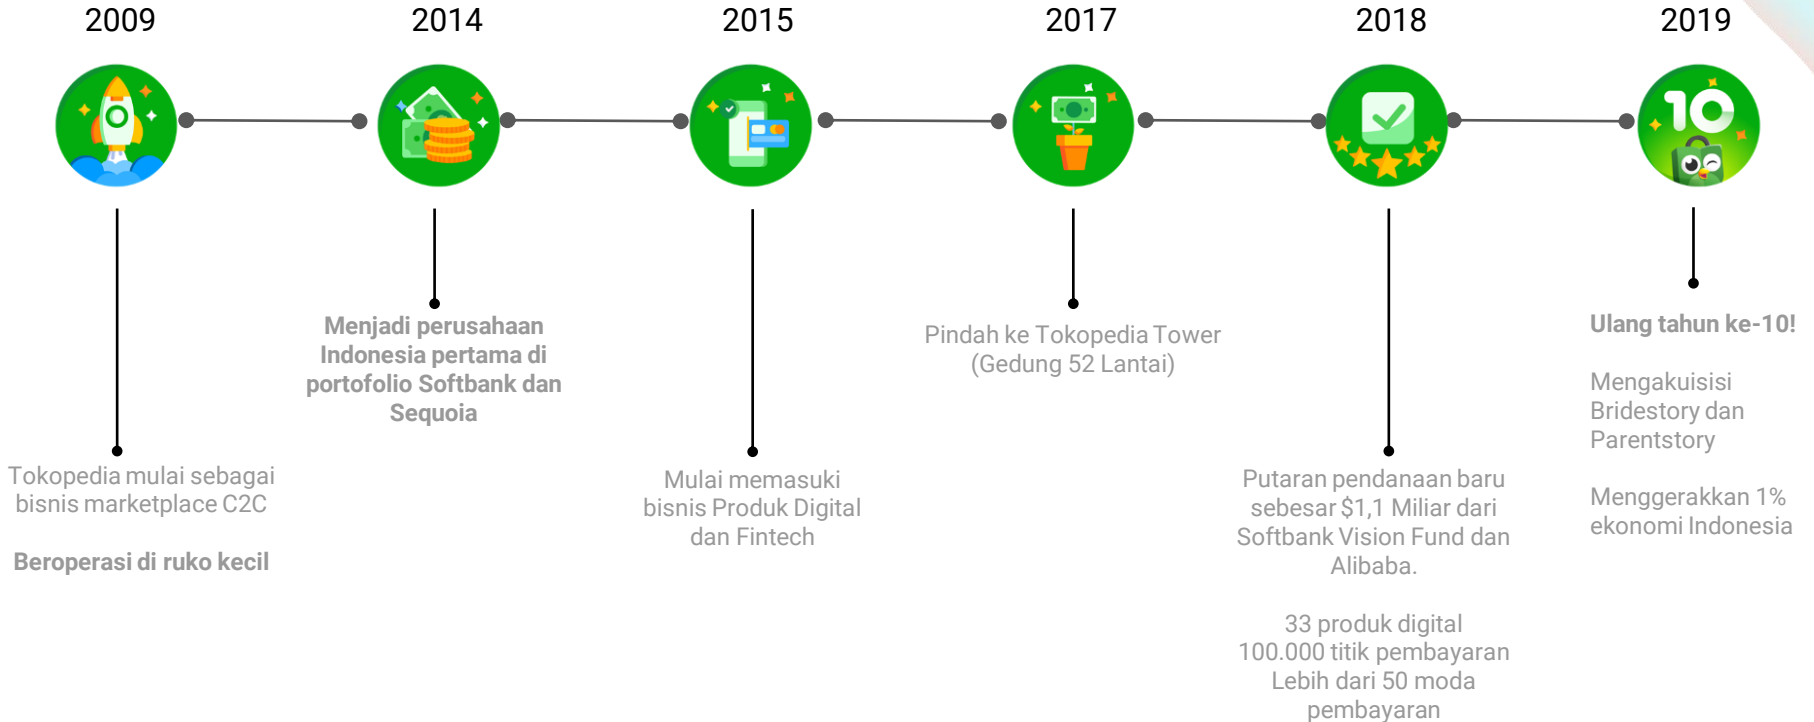 2009
2014
2015
2017
2018
2019
10
Tokopedia mulai sebagai
bisnis marketplace C2C
Beroperasi di ruko kecil
Menjadi perusahaan
Indonesia pertama di
portofolio Softbank dan
Sequoia
Mulai memasuki
bisnis Produk Digital
dan Fintech
Pindah ke Tokopedia Tower
(Gedung 52 Lantai)
Putaran pendanaan baru
sebesar $1,1 Miliar dari
Softbank Vision Fund dan
Alibaba.
33 produk digital
100.000 titik pembayaran
Lebih dari 50 moda
pembayaran
Ulang tahun ke-10!
Mengakuisisi
Bridestory dan
Parentstory
Menggerakkan 1%
ekonomi Indonesia